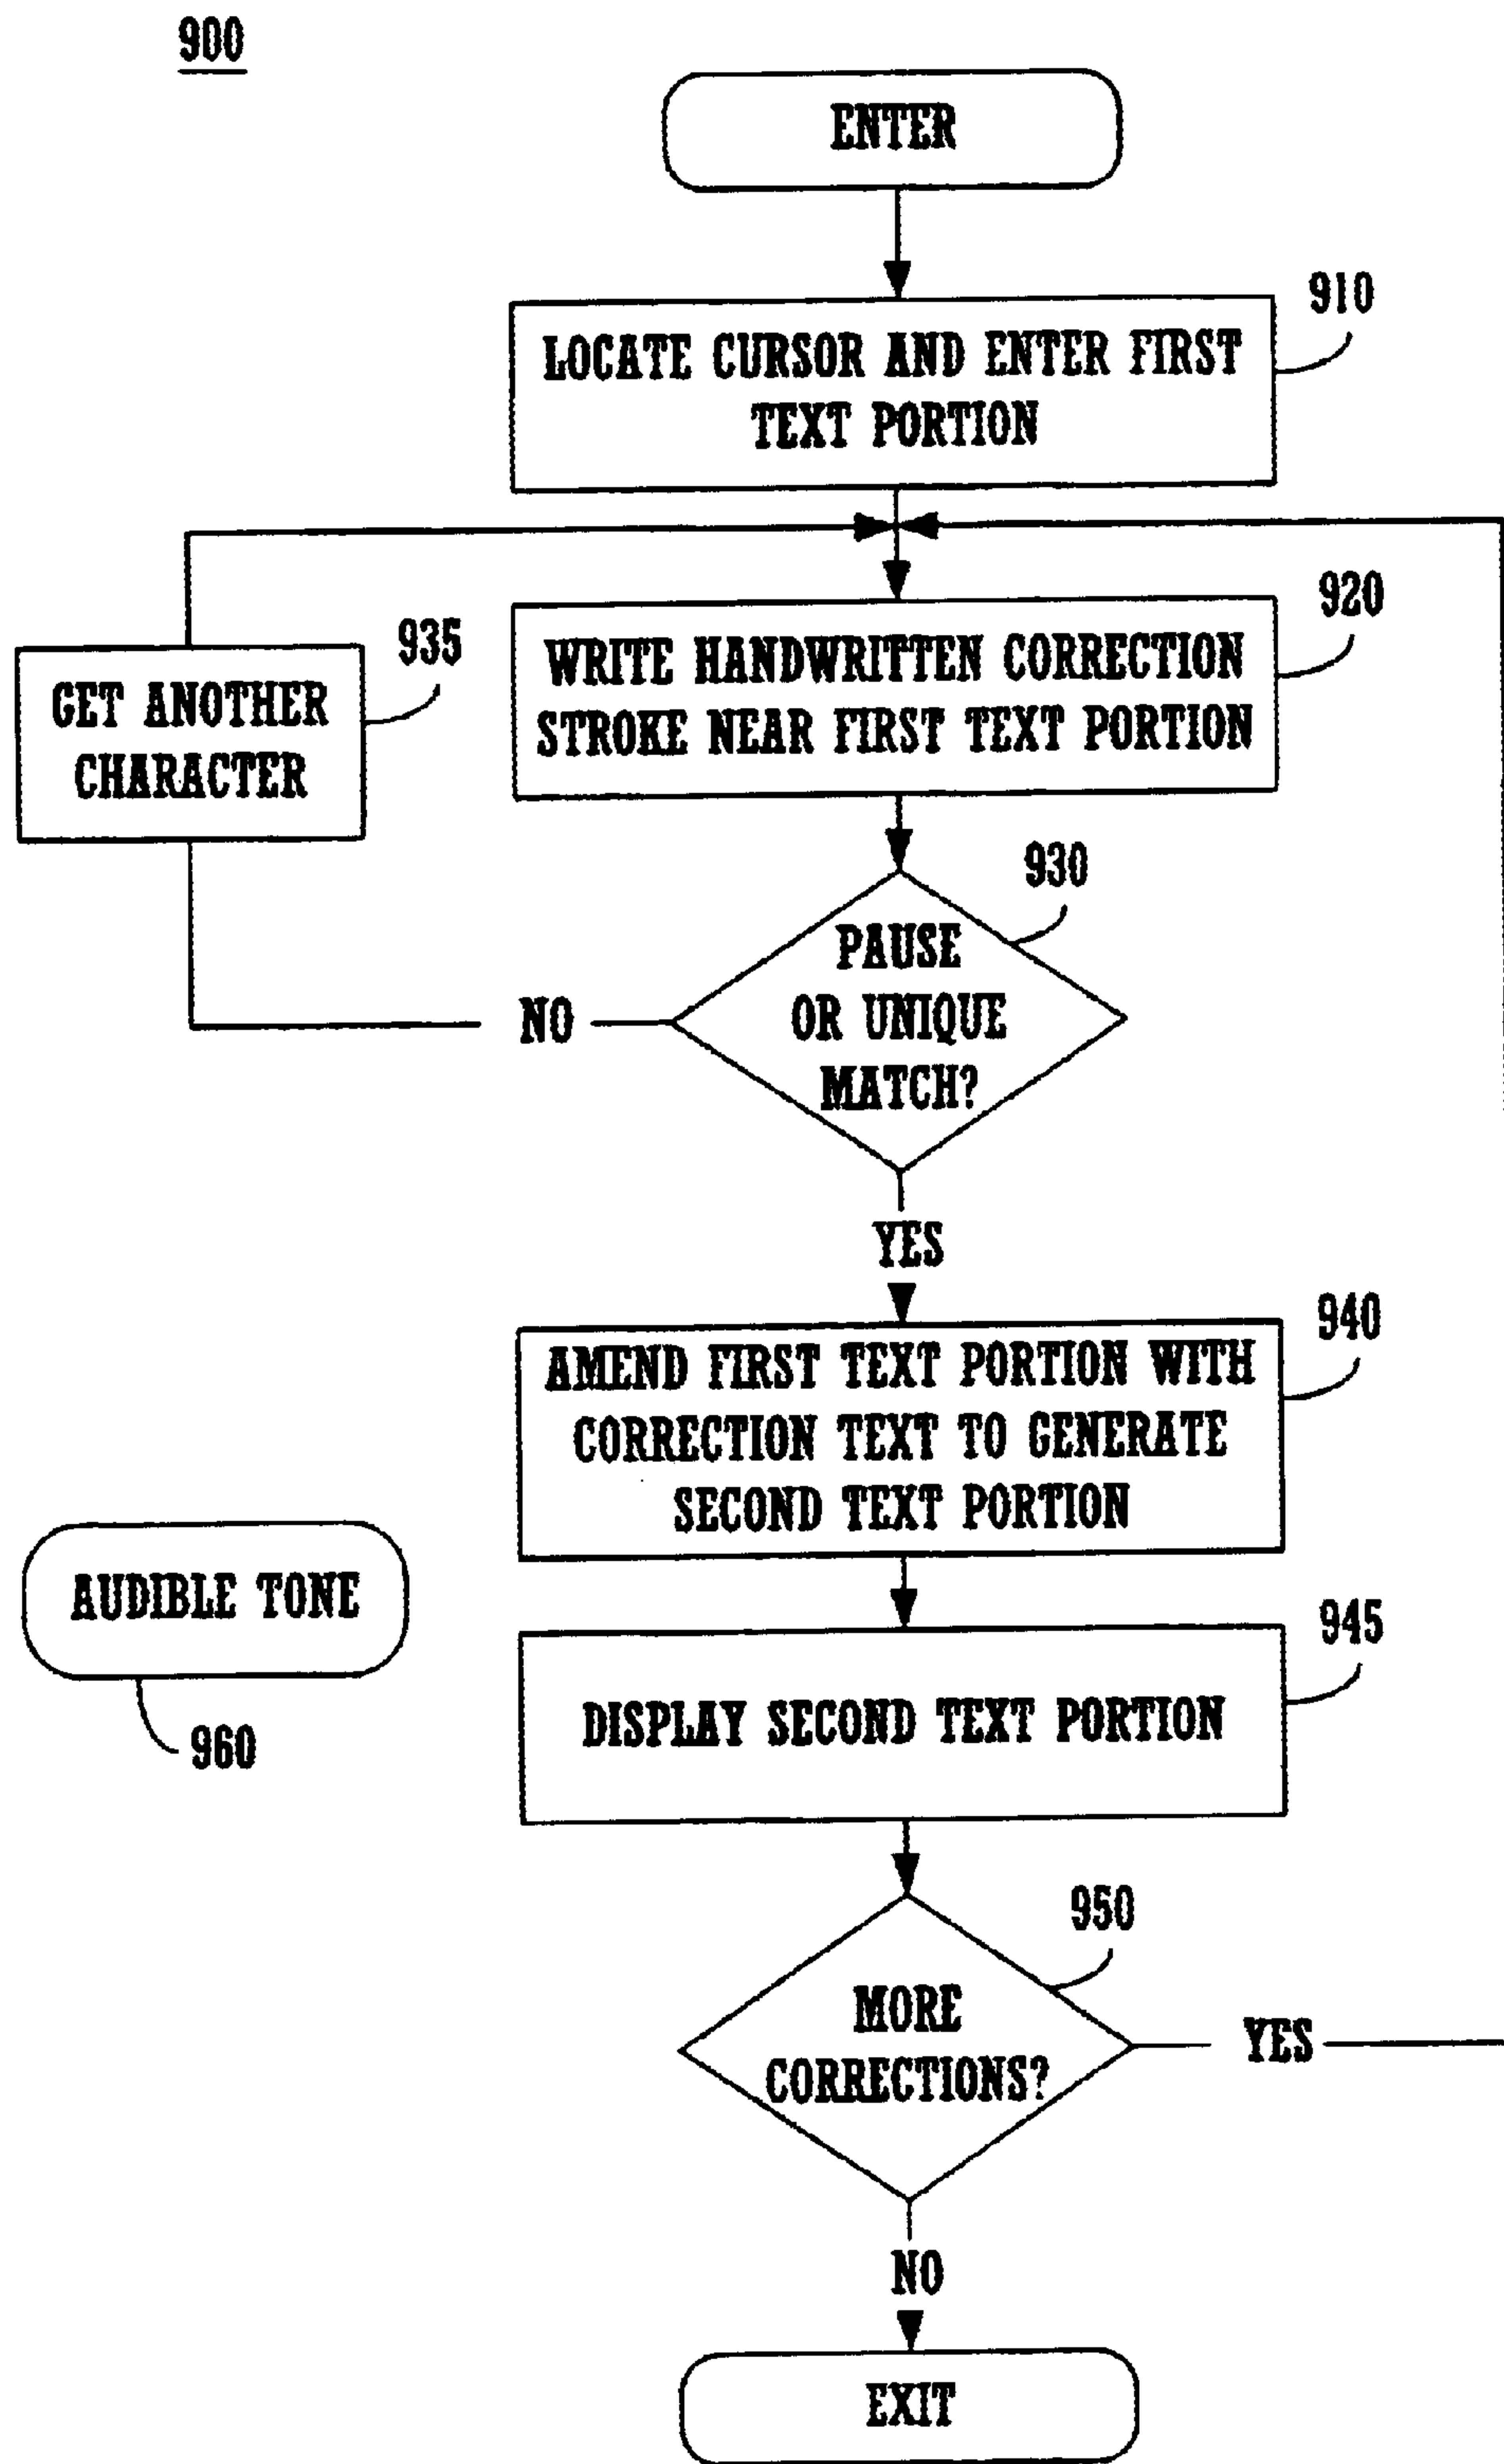 900
ENTER
910
LOCATE CURSOR AND ENTER FIRST
TEXT PORTION
920
WRITE HANDWRITTEN CORRECTION
STROKE NEAR FIRST TEXT PORTION
935
GET ANOTHER
CHARACTER
930
PAUSE
OR UNIQUE
MATCH?
NO
YES
940
AMEND FIRST TEXT PORTION WITH
CORRECTION TEXT TO GENERATE
SECOND TEXT PORTION
AUDIBLE TONE
960
945
DISPLAY SECOND TEXT PORTION
950
MORE
CORRECTIONS?
YES
NO
EXIT